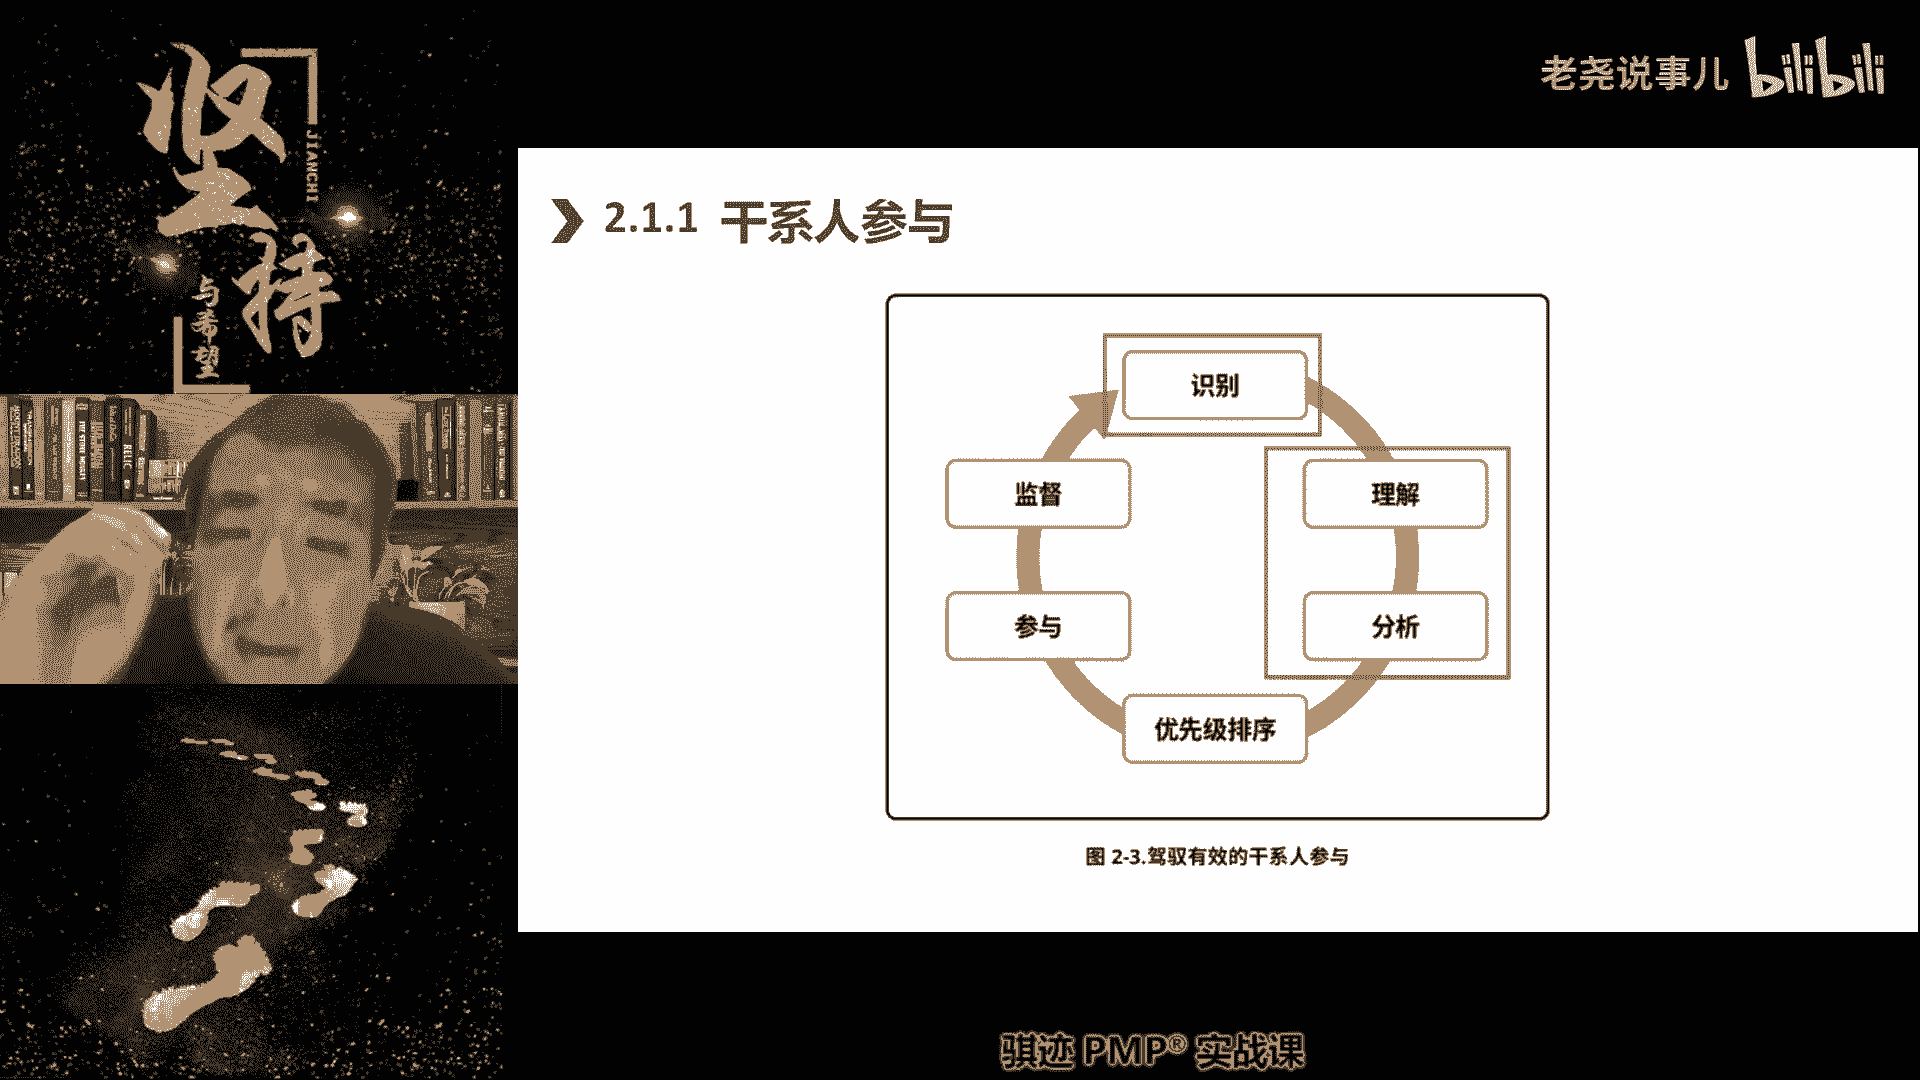 坚持
JIANCHI
与希望
老尧说事儿 bilibili
2.1.1 干系人参与
识别
监督
理解
参与
分析
优先级排序
图 2-3.驾驭有效的干系人参与
骐迹 PMP® 实战课